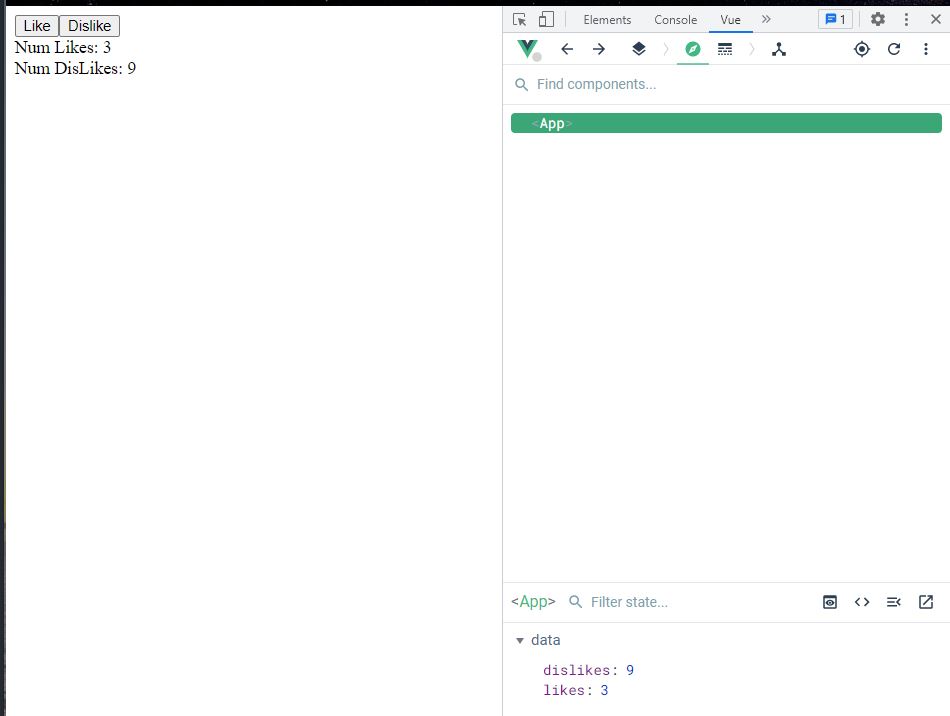 Like Dislike
Num Likes: 3
Num DisLikes: 9
Elements Console Vue » 1
Find components...
<App>
<App> Filter state...
data
dislikes: 9
likes: 3